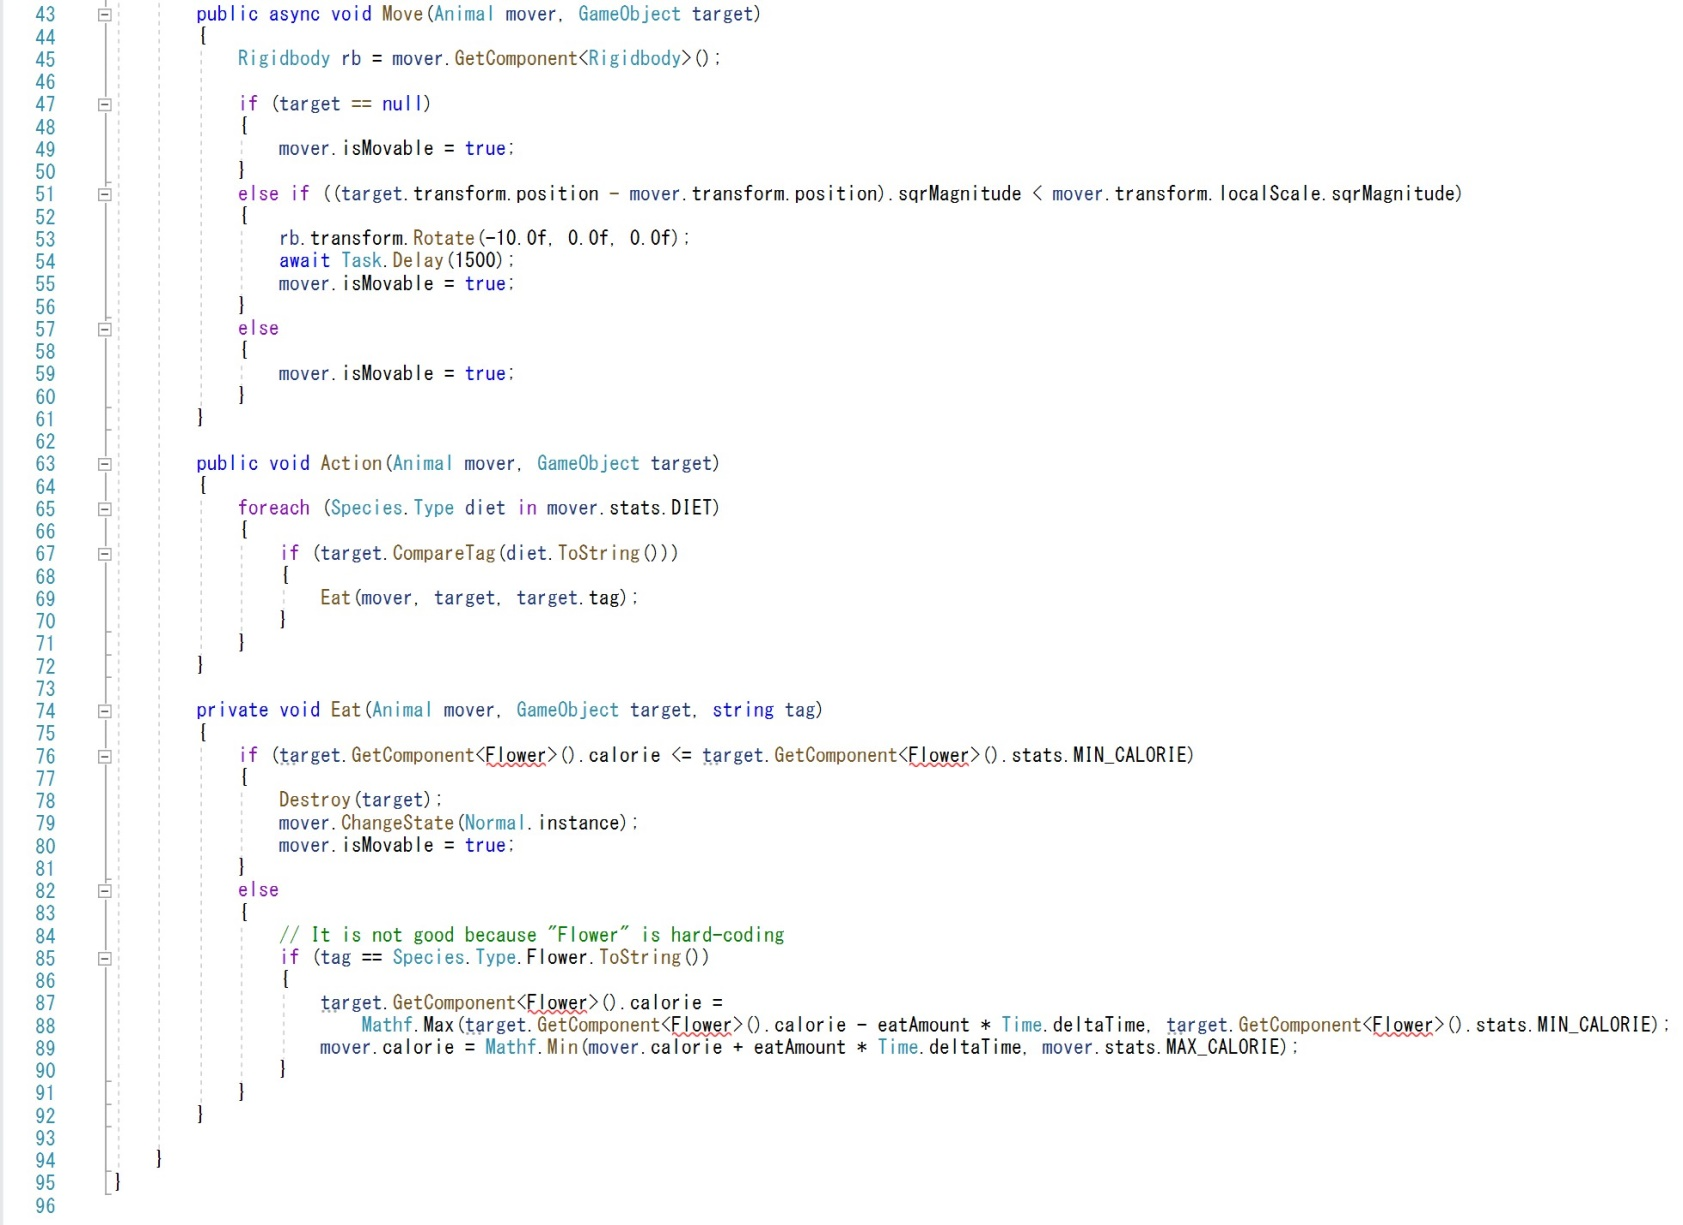 43 public async void Move(Animal mover, GameObject target)
44 {
45 Rigidbody rb = mover.GetComponent<Rigidbody>();
46
47 if (target == null)
48 {
49 mover.isMovable = true;
50 }
51 else if ((target.transform.position - mover.transform.position).sqrMagnitude < mover.transform.localScale.sqrMagnitude)
52 {
53 rb.transform.Rotate(-10.0f, 0.0f, 0.0f);
54 await Task.Delay(1500);
55 mover.isMovable = true;
56 }
57 else
58 {
59 mover.isMovable = true;
60 }
61 }
62
63 public void Action(Animal mover, GameObject target)
64 {
65 foreach (Species.Type diet in mover.stats.DIET)
66 {
67 if (target.CompareTag(diet.ToString()))
68 {
69 Eat(mover, target, target.tag);
70 }
71 }
72 }
73
74 private void Eat(Animal mover, GameObject target, string tag)
75 {
76 if (target.GetComponent<Flower>().calorie <= target.GetComponent<Flower>().stats.MIN_CALORIE)
77 {
78 Destroy(target);
79 mover.ChangeState(Normal.instance);
80 mover.isMovable = true;
81 }
82 else
83 {
84 // It is not good because "Flower" is hard-coding
85 if (tag == Species.Type.Flower.ToString())
86 {
87 target.GetComponent<Flower>().calorie =
88 Mathf.Max(target.GetComponent<Flower>().calorie - eatAmount * Time.deltaTime, target.GetComponent<Flower>().stats.MIN_CALORIE);
89 mover.calorie = Mathf.Min(mover.calorie + eatAmount * Time.deltaTime, mover.stats.MAX_CALORIE);
90 }
91 }
92 }
93
94 }
95 }
96